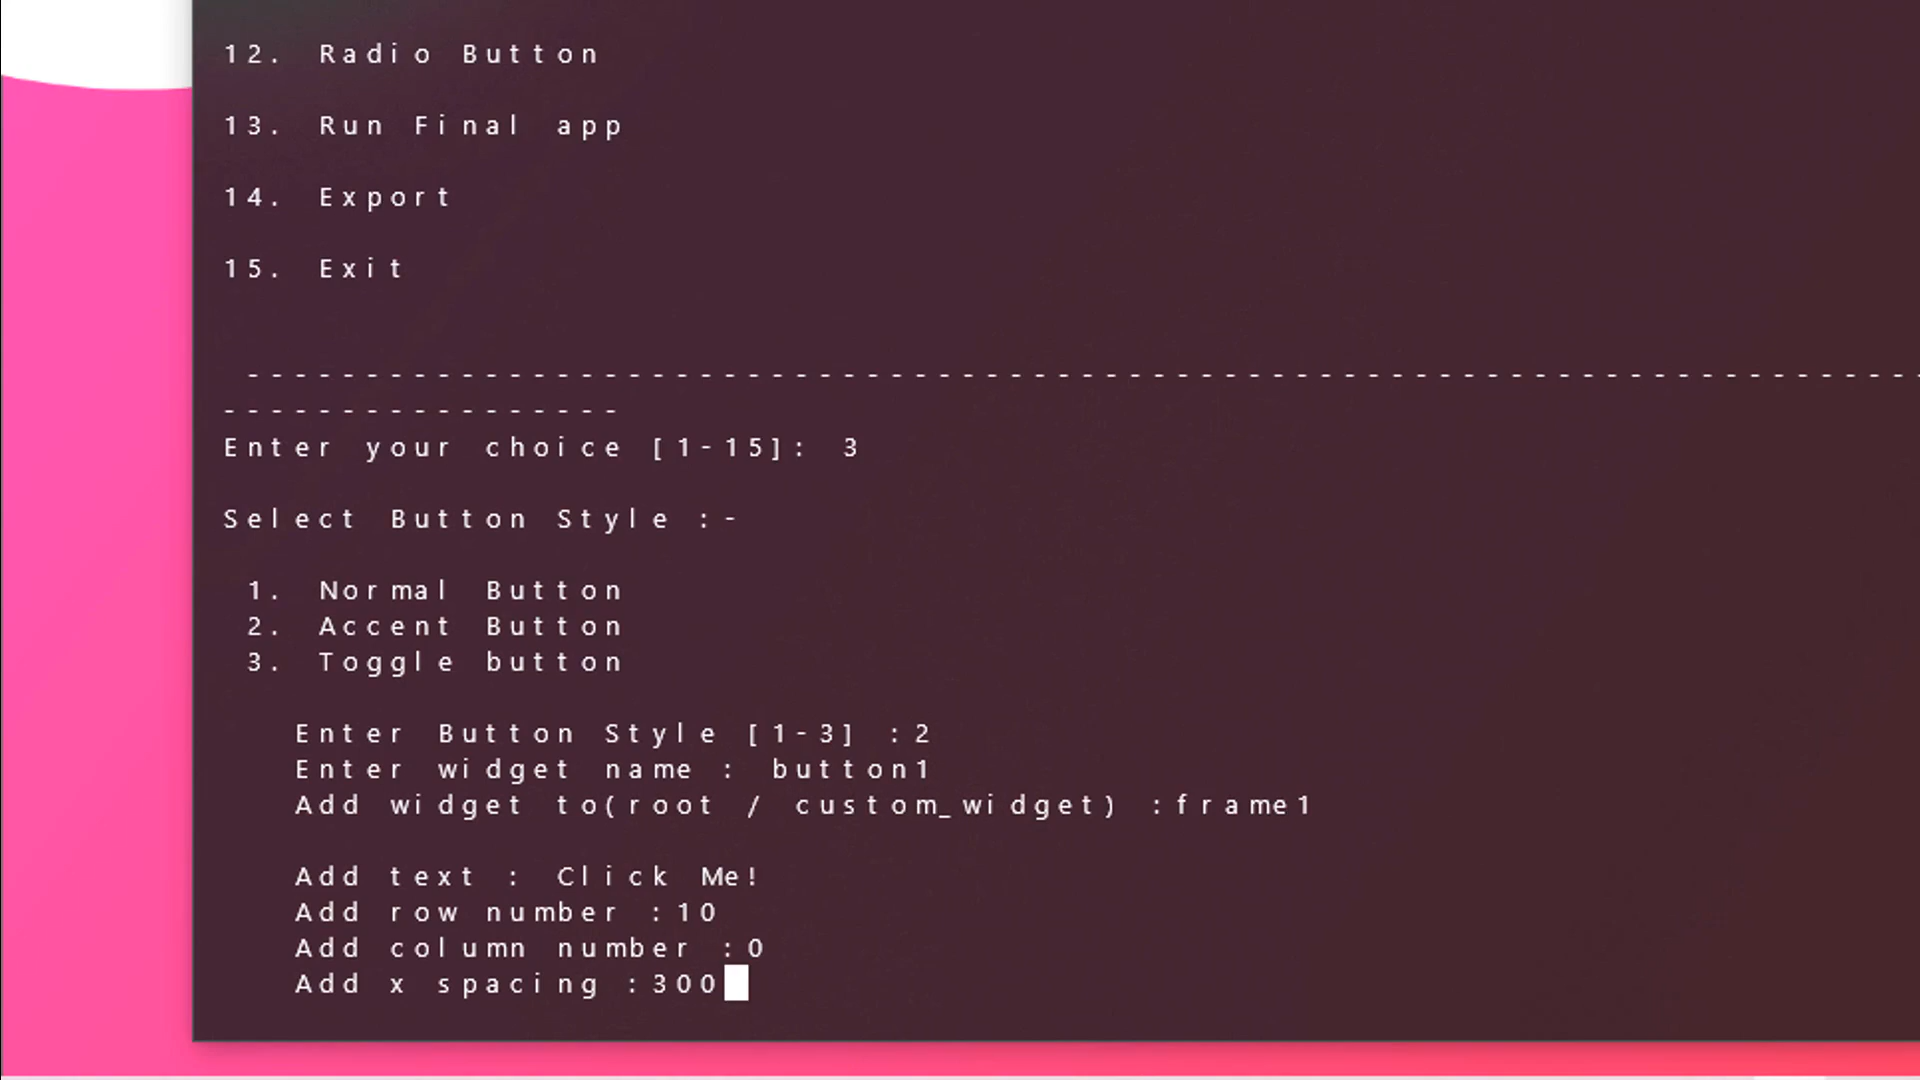 12. Radio Button
13. Run Final app
14. Export
15. Exit
----------------------------------------------------------------------
-----------------
Enter your choice [1-15]: 3
Select Button Style :-
1. Normal Button
2. Accent Button
3. Toggle button
Enter Button Style [1-3] :2
Enter widget name : button1
Add widget to(root / custom_widget) :frame1
Add text : Click Me!
Add row number :10
Add column number :0
Add x spacing :300